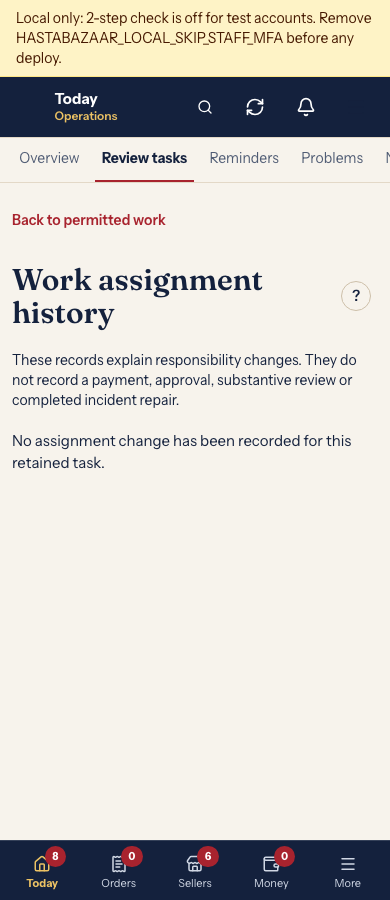 Local only: 2-step check is off for test accounts. Remove
HASTABAZAAR_LOCAL_SKIP_STAFF_MFA before any
deploy.
Today
Operations
Overview
Review tasks
Reminders
Problems
Back to permitted work
Work assignment
history
?
These records explain responsibility changes. They do
not record a payment, approval, substantive review or
completed incident repair.
No assignment change has been recorded for this
retained task.
8
0
6
0
Today
Orders
Sellers
Money
More